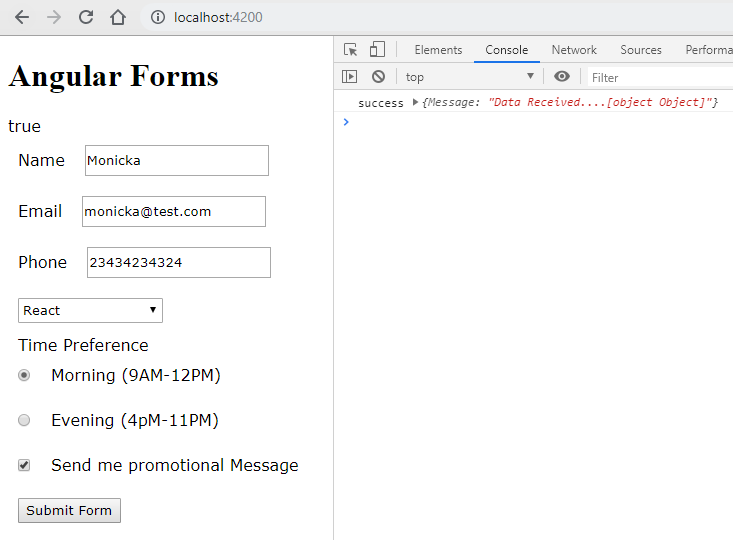 localhost:4200
Angular Forms
true
Name Monicka
Email monicka@test.com
Phone 23434234324
React
Time Preference
Morning (9AM-12PM)
Evening (4pM-11PM)
Send me promotional Message
Submit Form
Elements Console Network Sources Performa
top Filter
success {Message: "Data Received....[object Object]"}